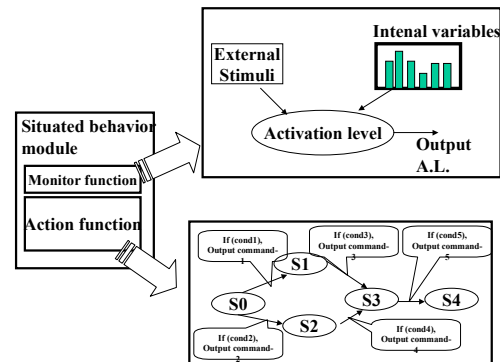 Intenal variables
External
Stimuli
Activation level
Output
A.L.
Situated behavior
module
Monitor function
Action function
If (cond1),
Output command-
1
If (cond3),
Output command-
3
If (cond5),
Output command-
5
S1
S0
S3
S4
S2
If (cond2),
Output command-
2
If (cond4),
Output command-
4